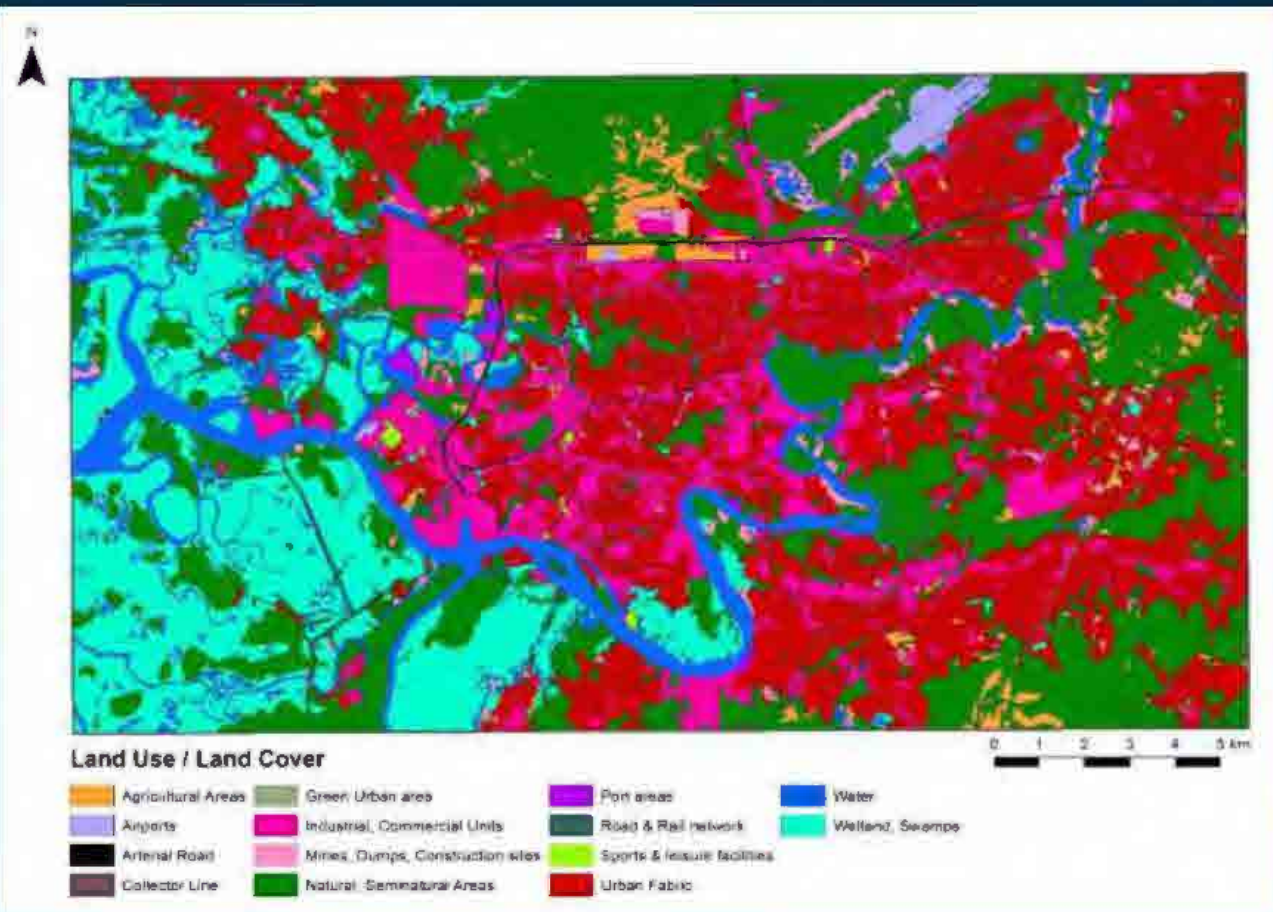 N
0 1 2 3 4 5 km
Land Use / Land Cover
Agricultural Areas
Green Urban area
Port areas
Water
Airports
Industrial, Commercial Units
Road & Rail network
Wetland, Swamps
Arterial Road
Mines, Dumps, Construction sites
Sports & leisure facilities
Collector Line
Natural, Seminatural Areas
Urban Fabric